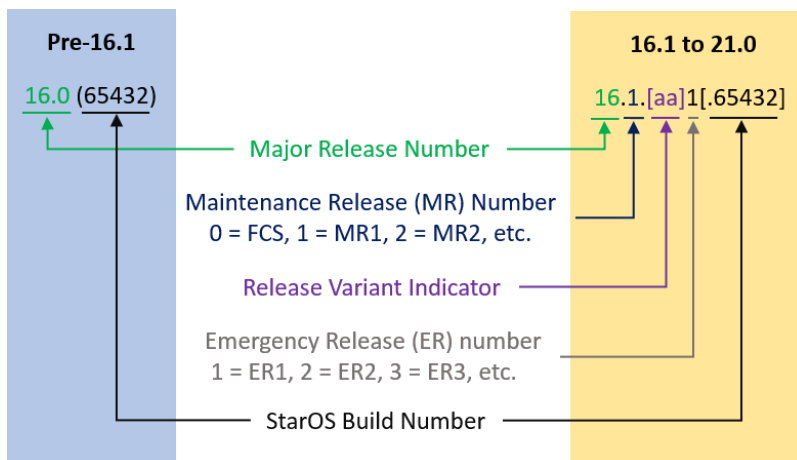 Pre-16.1
16.1 to 21.0
16.0 (65432)
16.1.[aa]1[.65432]
Major Release Number
Maintenance Release (MR) Number
0 = FCS, 1 = MR1, 2 = MR2, etc.
Release Variant Indicator
Emergency Release (ER) number
1 = ER1, 2 = ER2, 3 = ER3, etc.
StarOS Build Number